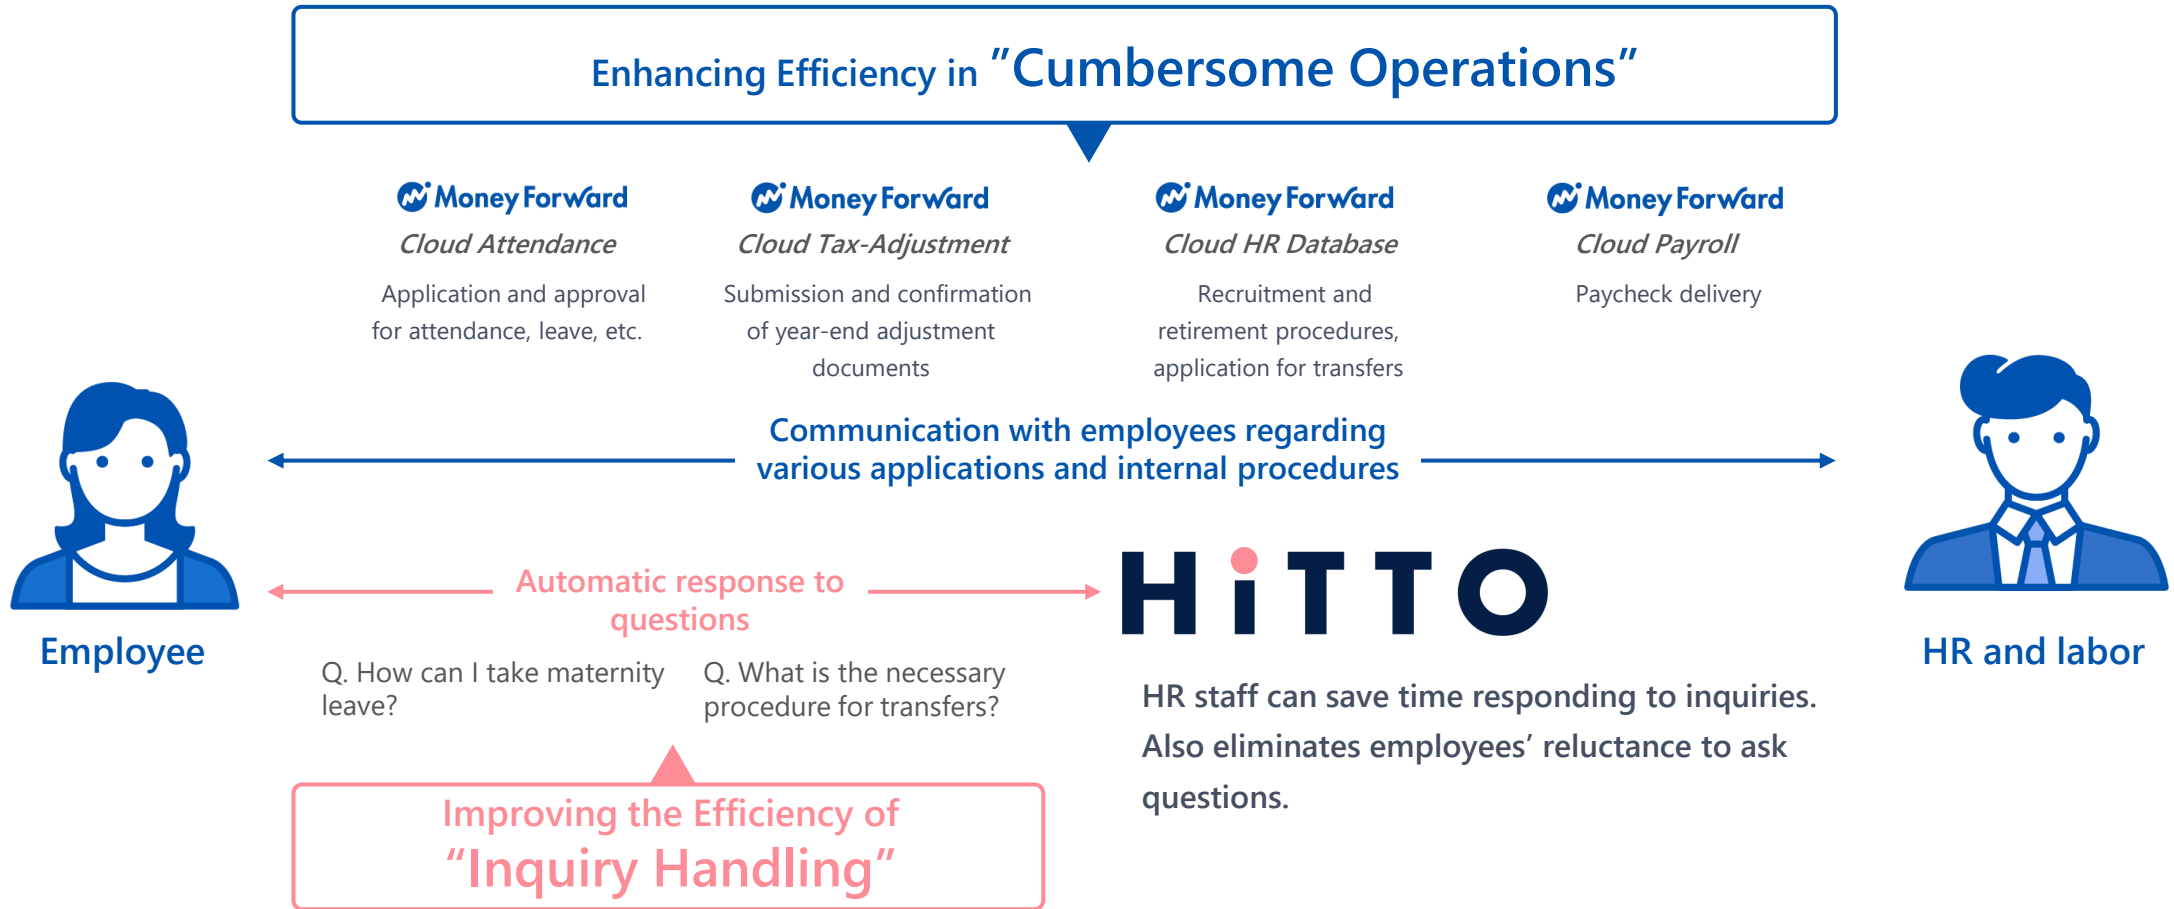 Enhancing Efficiency in ”Cumbersome Operations”
Money Forward
Cloud Attendance
Application and approval
for attendance, leave, etc.
Money Forward
Cloud Tax-Adjustment
Submission and confirmation
of year-end adjustment
documents
Money Forward
Cloud HR Database
Recruitment and
retirement procedures,
application for transfers
Money Forward
Cloud Payroll
Paycheck delivery
Communication with employees regarding
various applications and internal procedures
Employee
HR and labor
Automatic response to
questions
HiTTO
Q. How can I take maternity
leave?
Q. What is the necessary
procedure for transfers?
HR staff can save time responding to inquiries.
Also eliminates employees’ reluctance to ask
questions.
Improving the Efficiency of
“Inquiry Handling”